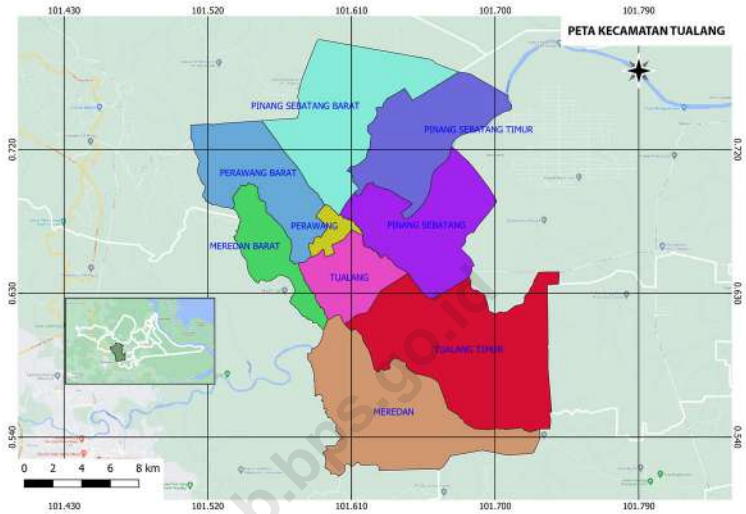 101.430 101.520 101.610 101.700 101.790
PETA KECAMATAN TUALANG
PINANG SEBATANG BARAT
PINANG SEBATANG TIMUR
0.720 0.720
PERAWANG BARAT
PERAWANG
PINANG SEBATANG
MEREDAN BARAT
TUALANG
0.630 0.630
TUALANG TIMUR
MEREDAN
0.540 0.540
0 2 4 6 8 km
101.430 101.520 101.610 101.700 101.790
b.bps.go.id